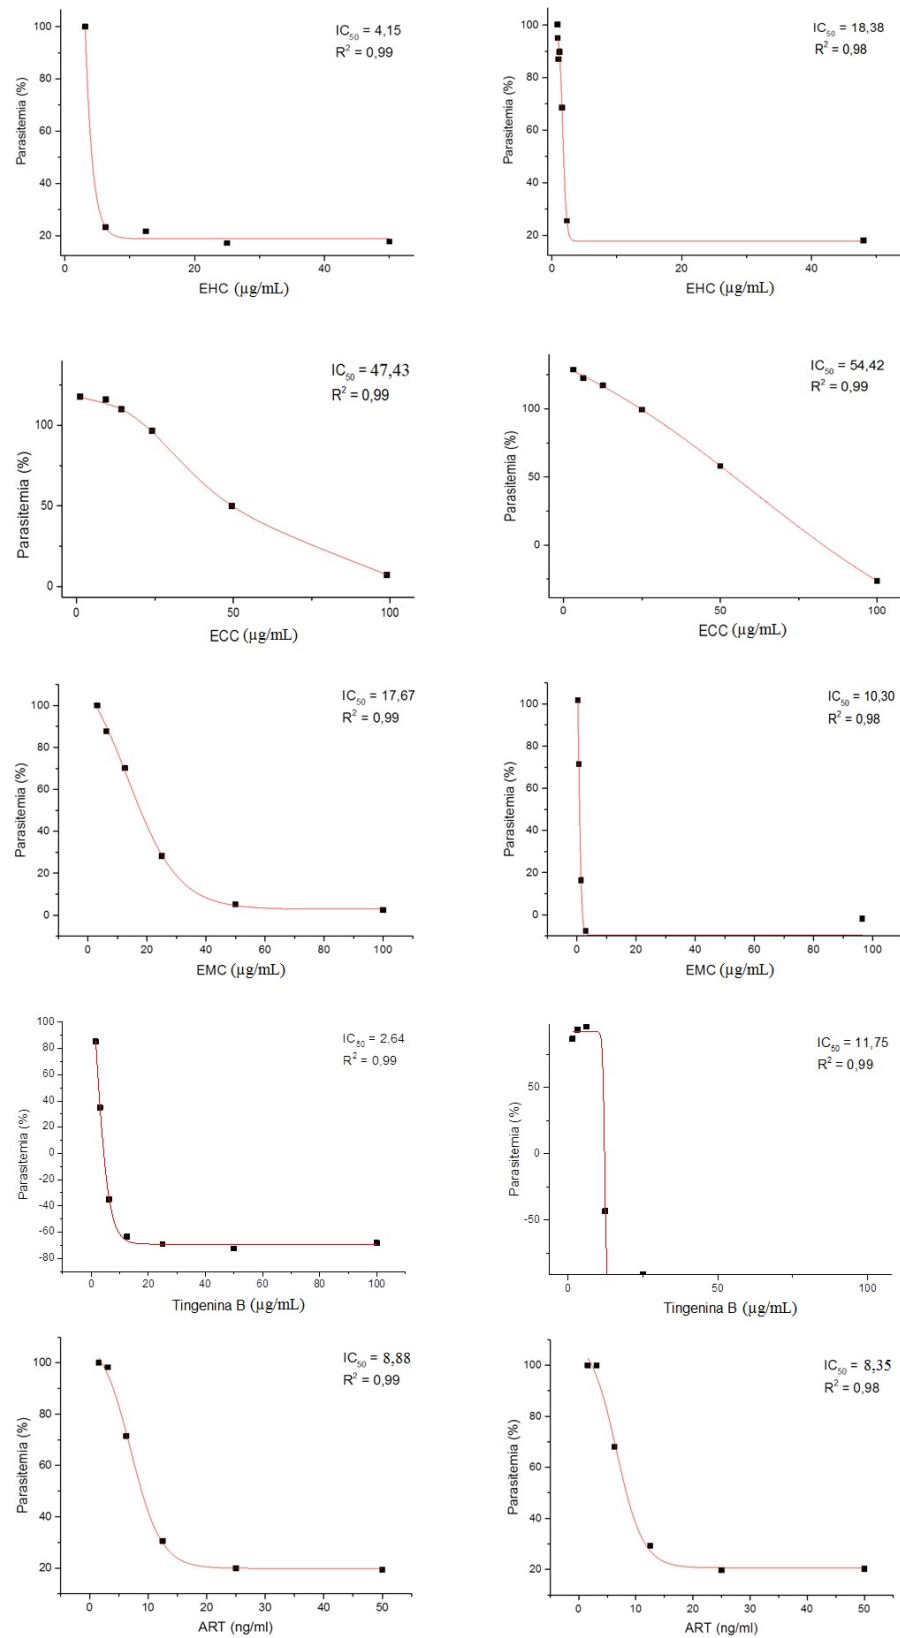 IC50 = 4,15
R² = 0,99
Parasitemia (%)
100
80
60
40
20
0 20 40
EHC (µg/mL)
IC50 = 18,38
R² = 0,98
Parasitemia (%)
100
80
60
40
20
0 20 40
EHC (µg/mL)
IC50 = 47,43
R² = 0,99
Parasitemia (%)
100
50
0
0 50 100
ECC (µg/mL)
IC50 = 54,42
R² = 0,99
Parasitemia (%)
100
50
0
0 50 100
ECC (µg/mL)
IC50 = 17,67
R² = 0,99
Parasitemia (%)
100
80
60
40
20
0
0 20 40 60 80 100
EMC (µg/mL)
IC50 = 10,30
R² = 0,98
Parasitemia (%)
100
80
60
40
20
0
0 20 40 60 80 100
EMC (µg/mL)
IC50 = 2,64
R² = 0,99
Parasitemia (%)
100
80
60
40
20
0
-20
-40
-60
-80
0 20 40 60 80 100
Tingenina B (µg/mL)
IC50 = 11,75
R² = 0,99
Parasitemia (%)
50
0
-50
0 50 100
Tingenina B (µg/mL)
IC50 = 8,88
R² = 0,99
Parasitemia (%)
100
80
60
40
20
0 10 20 30 40 50
ART (ng/ml)
IC50 = 8,35
R² = 0,98
Parasitemia (%)
100
80
60
40
20
0 10 20 30 40 50
ART (ng/ml)